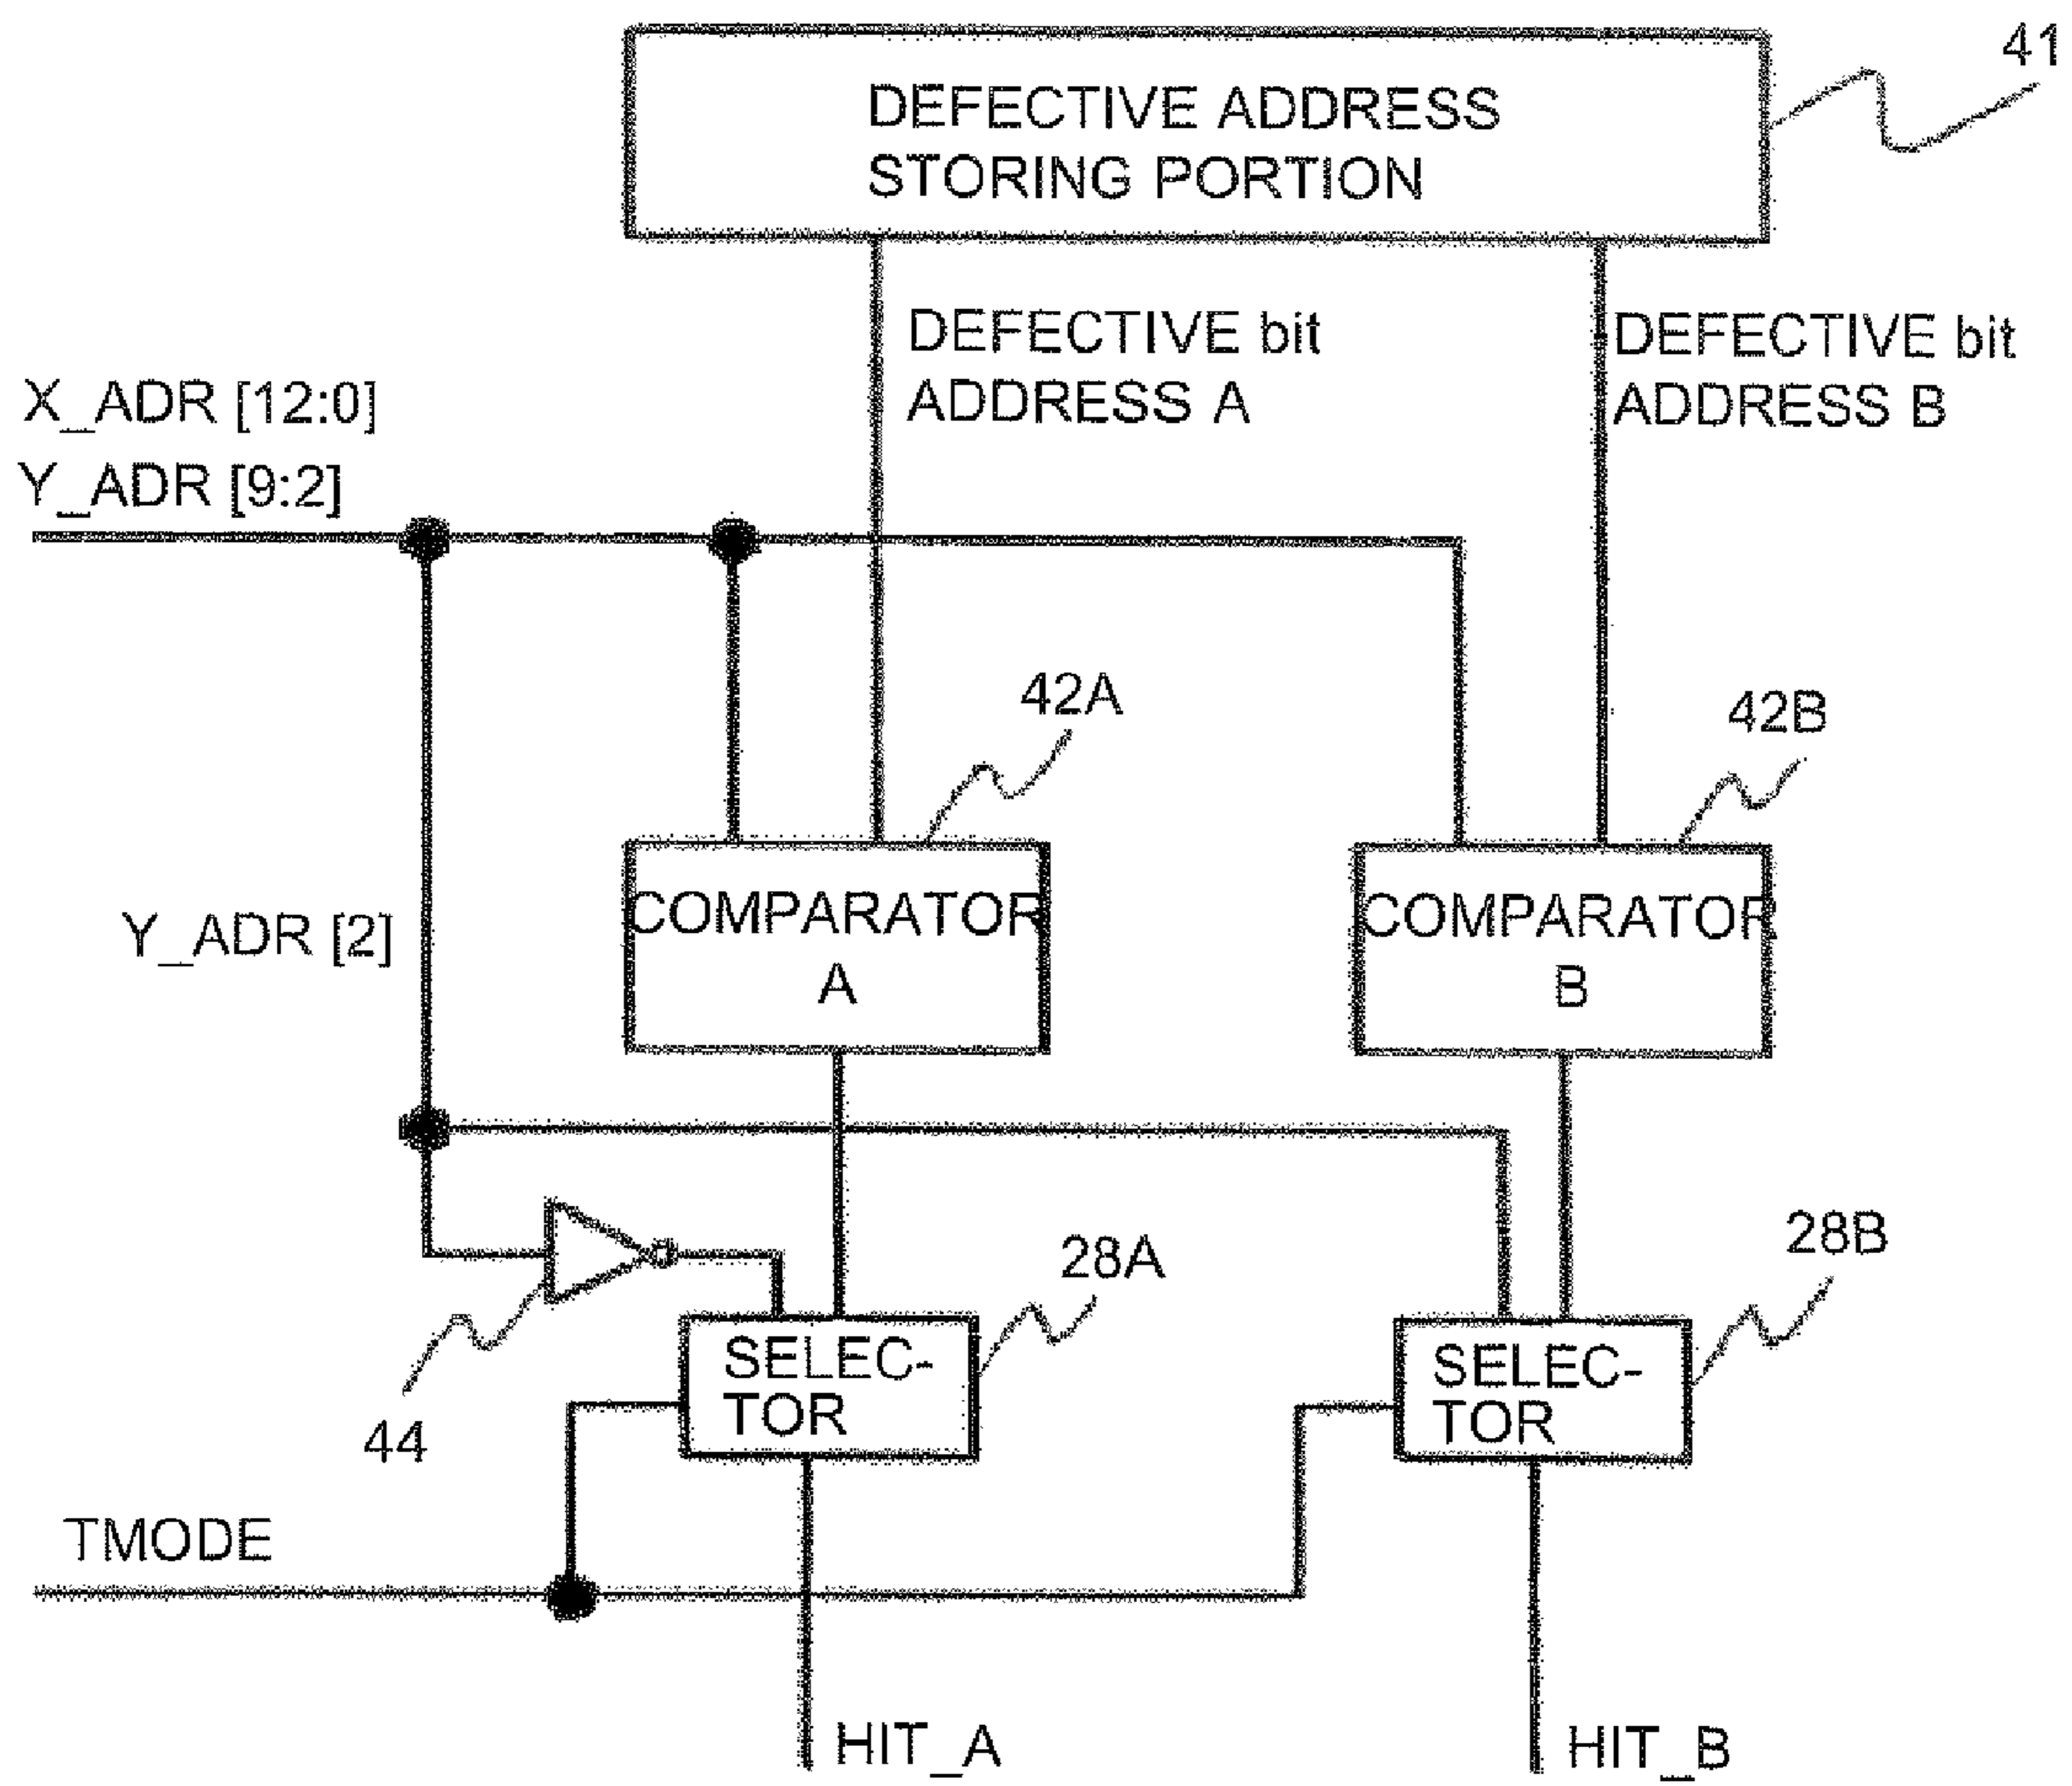 41
DEFECTIVE ADDRESS
STORING PORTION
DEFECTIVE bit
ADDRESS A
DEFECTIVE bit
ADDRESS B
X_ADR [12:0]
Y_ADR [9:2]
42A
42B
COMPARATOR
A
COMPARATOR
B
Y_ADR [2]
28A
28B
SELEC-
TOR
SELEC-
TOR
44
TMODE
HIT_A
HIT_B